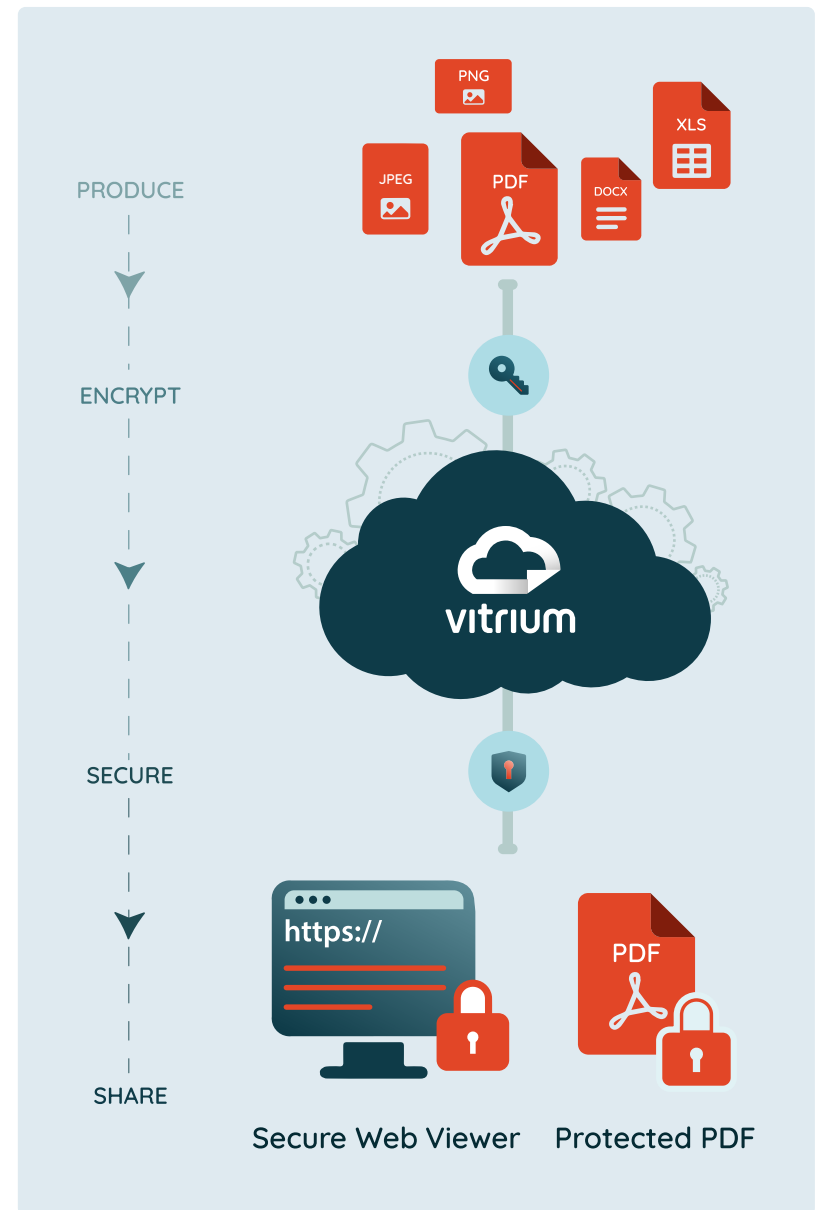 PNG
XLS
JPEG
PDF
DOCX
PRODUCE
ENCRYPT
vitrium
SECURE
https://
PDF
SHARE
Secure Web Viewer
Protected PDF